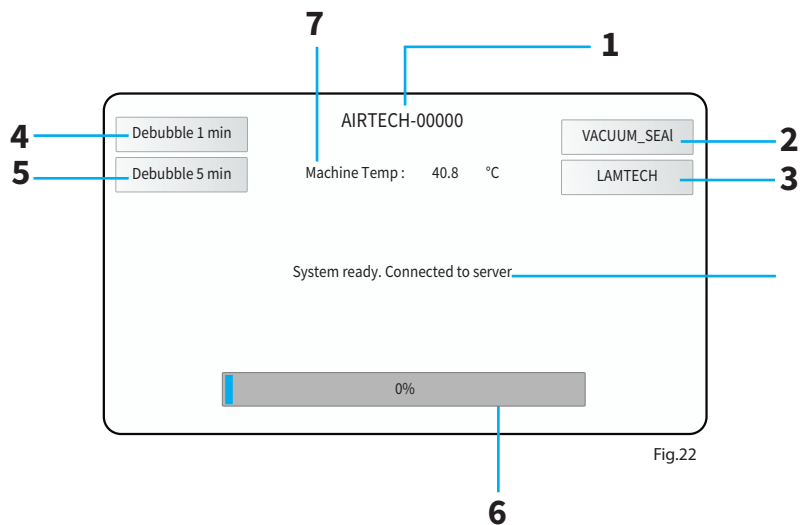 7
1
AIRTECH-00000
4
Debubble 1 min
VACUUM_SEAl
2
5
Debubble 5 min
Machine Temp : 40.8 °C
LAMTECH
3
System ready. Connected to server
0%
Fig.22
6